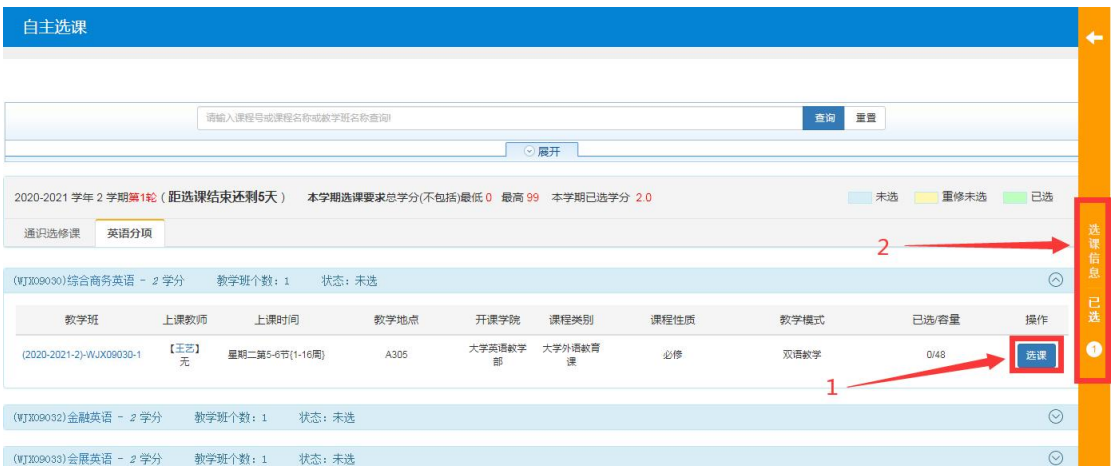 自主选课
请输入课程号或课程名称或教学班名称查询! 查询 重置
展开
2020-2021 学年 2 学期第1轮 ( 距选课结束还剩5天 ) 本学期选课要求总学分(不包括)最低 0 最高 99 本学期已选学分 2.0 未选 重修未选 已选
通识选修课 英语分项
2
(WJX09030)综合商务英语 - 2 学分 教学班个数: 1 状态: 未选
教学班 上课教师 上课时间 教学地点 开课学院 课程类别 课程性质 教学模式 已选/容量 操作
(2020-2021-2)-WJX09030-1 【王艺】 无 星期二第5-6节{1-16周} A305 大学英语教学部 大学外语教育课 必修 双语教学 0/48 选课
1
(WJX09032)金融英语 - 2 学分 教学班个数: 1 状态: 未选
(WJX09033)会展英语 - 2 学分 教学班个数: 1 状态: 未选
选课信息 已选 1